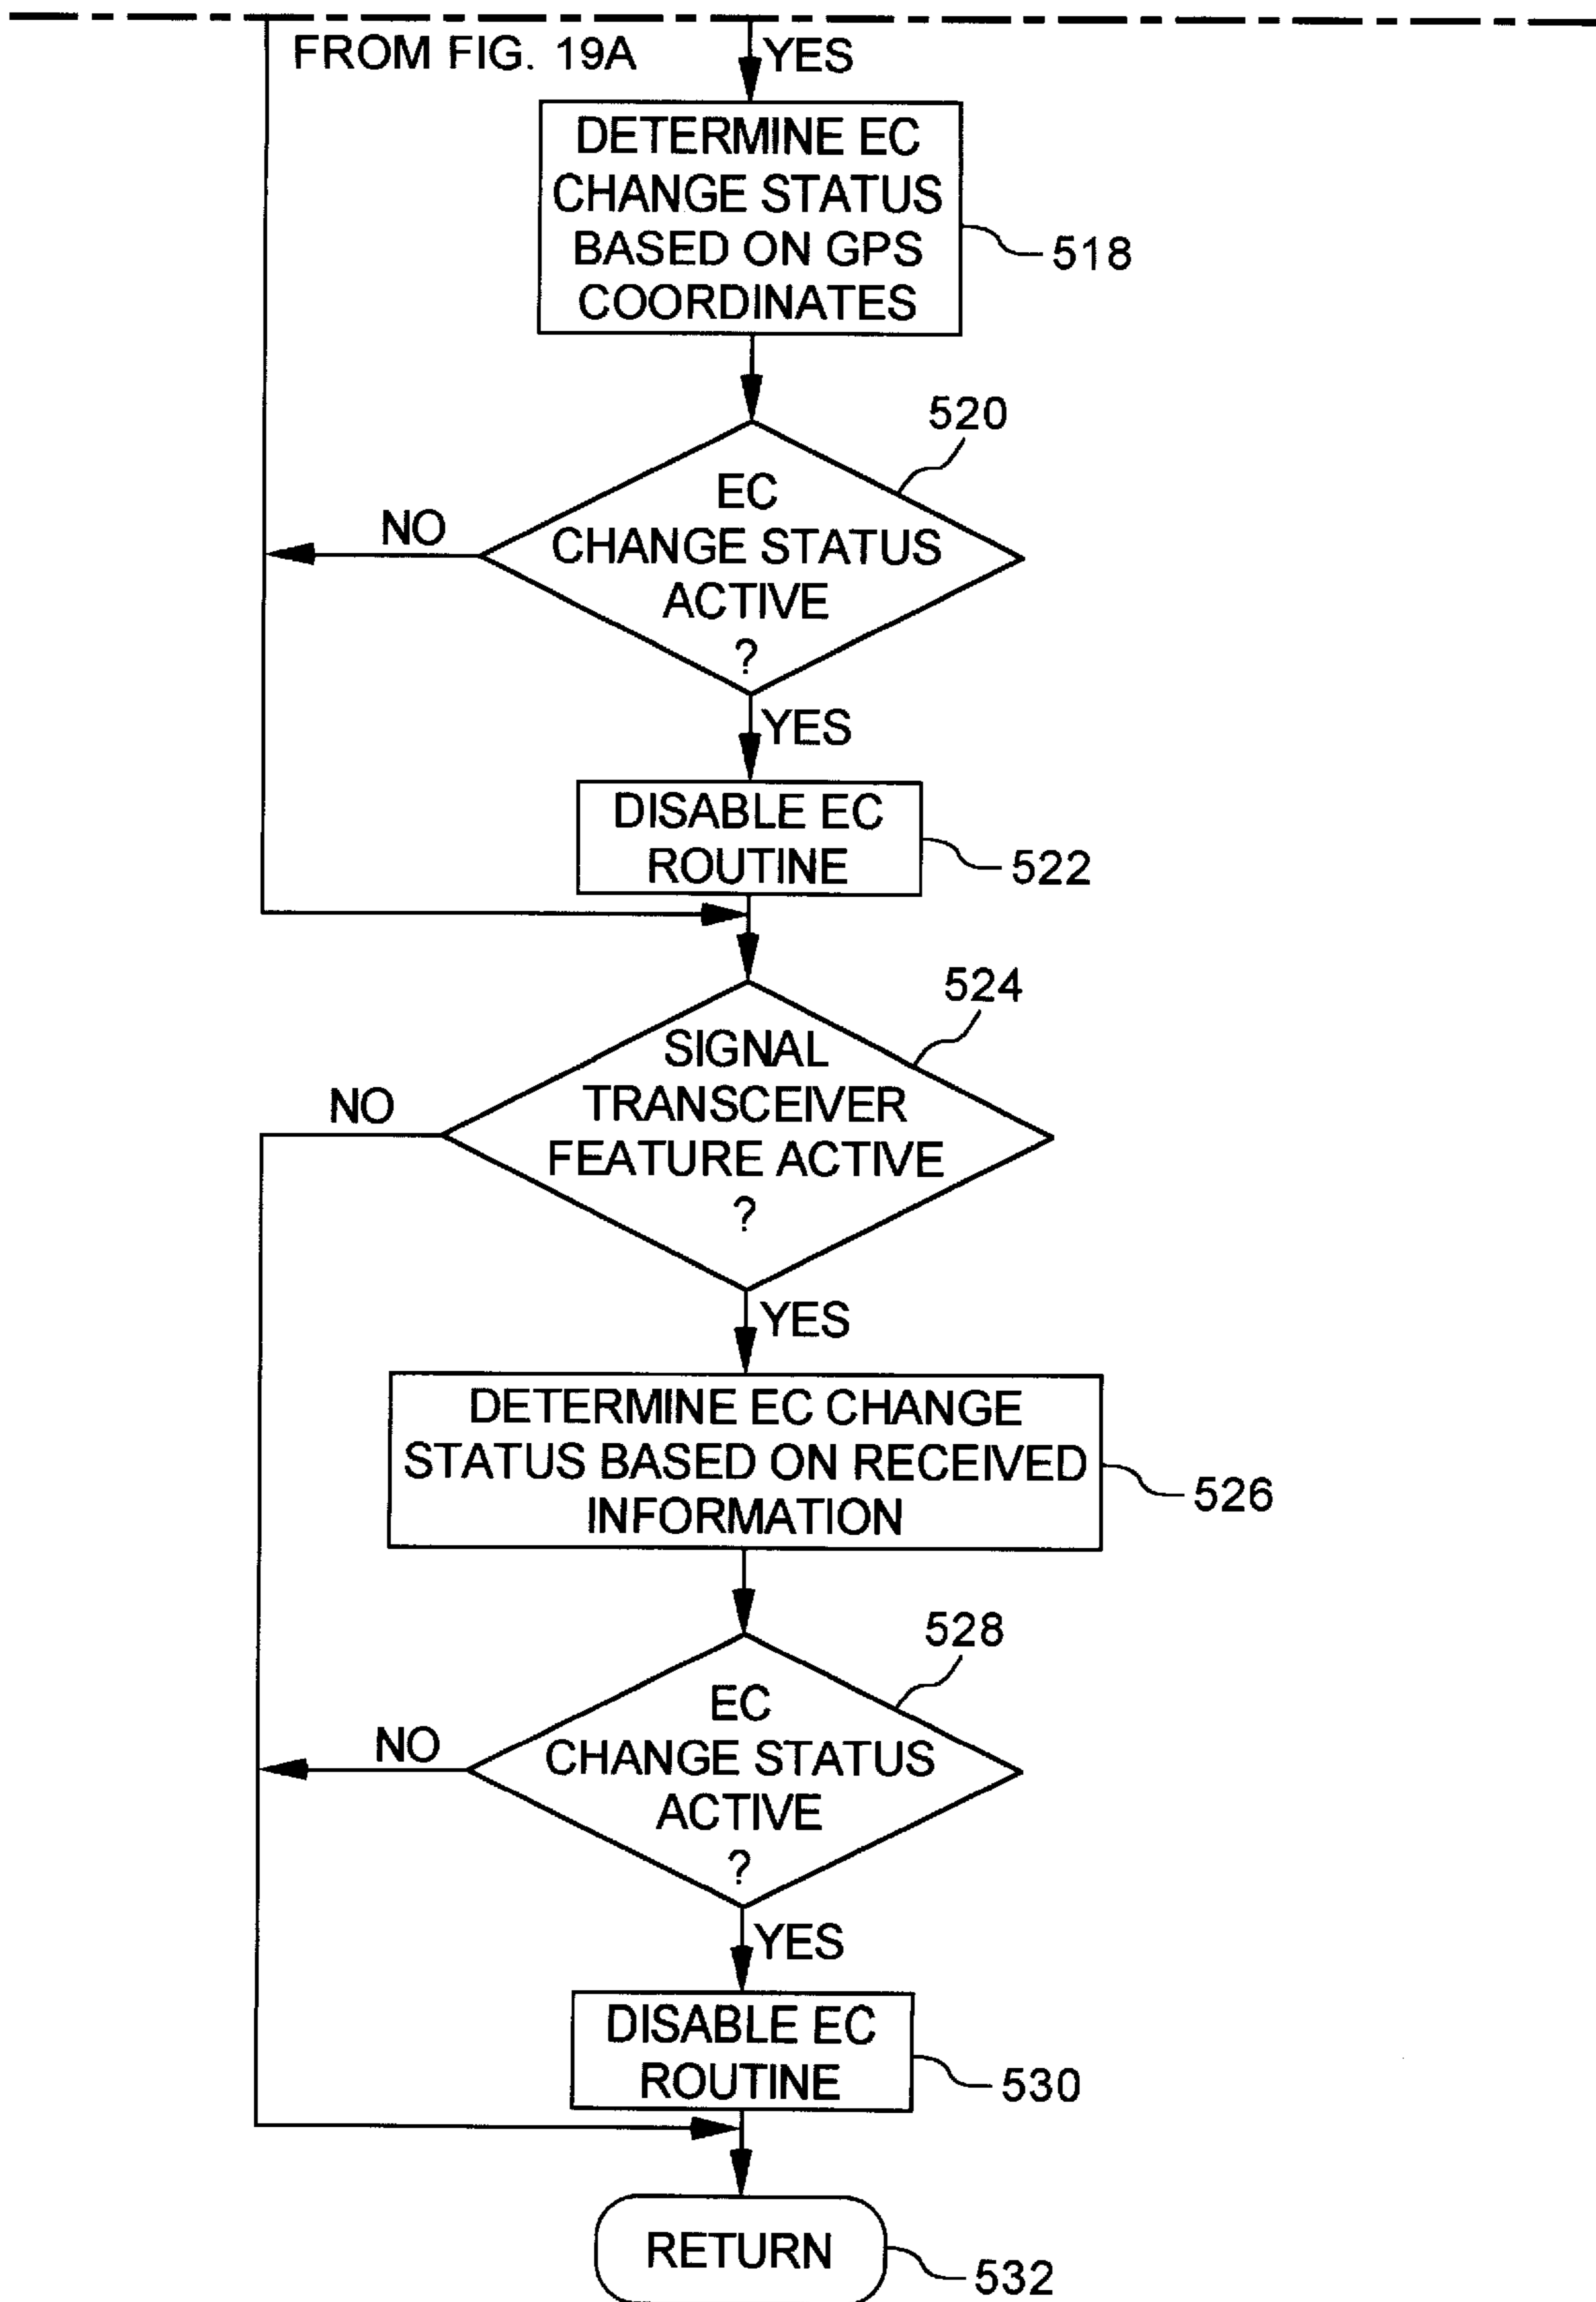 FROM FIG. 19A
YES
DETERMINE EC
CHANGE STATUS
BASED ON GPS
COORDINATES
518
520
EC
CHANGE STATUS
ACTIVE
?
NO
YES
DISABLE EC
ROUTINE
522
524
SIGNAL
TRANSCEIVER
FEATURE ACTIVE
?
NO
YES
DETERMINE EC CHANGE
STATUS BASED ON RECEIVED
INFORMATION
526
528
EC
CHANGE STATUS
ACTIVE
?
NO
YES
DISABLE EC
ROUTINE
530
RETURN
532